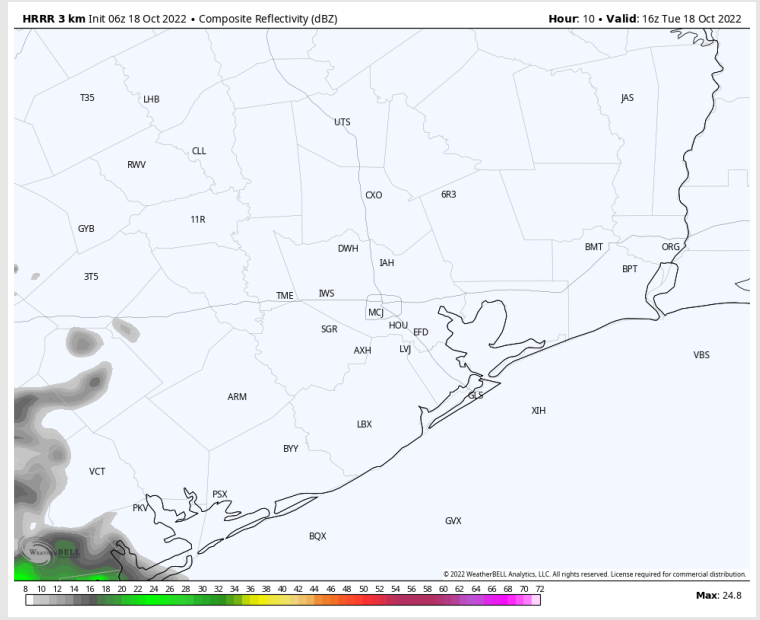 HRRR 3 km Init 06z 18 Oct 2022 • Composite Reflectivity (dBZ) Hour: 10 • Valid: 16z Tue 18 Oct 2022
JAS
T35 LHB
UTS
CLL
RWV
CXO 6R3
11R
GYB
DWH BMT ORG
IAH
BPT
3T5
TME IWS
MCJ
SGR HOU EFD
AXH LVJ
VBS
ARM GLS
XIH
LBX
BYY
VCT
PSX
PKV
GVX
BQX
WEATHERBELL
© 2022 WeatherBELL Analytics, LLC. All rights reserved. License required for commercial distribution.
8 10 12 14 16 18 20 22 24 26 28 30 32 34 36 38 40 42 44 46 48 50 52 54 56 58 60 62 64 66 68 70 72 Max: 24.8